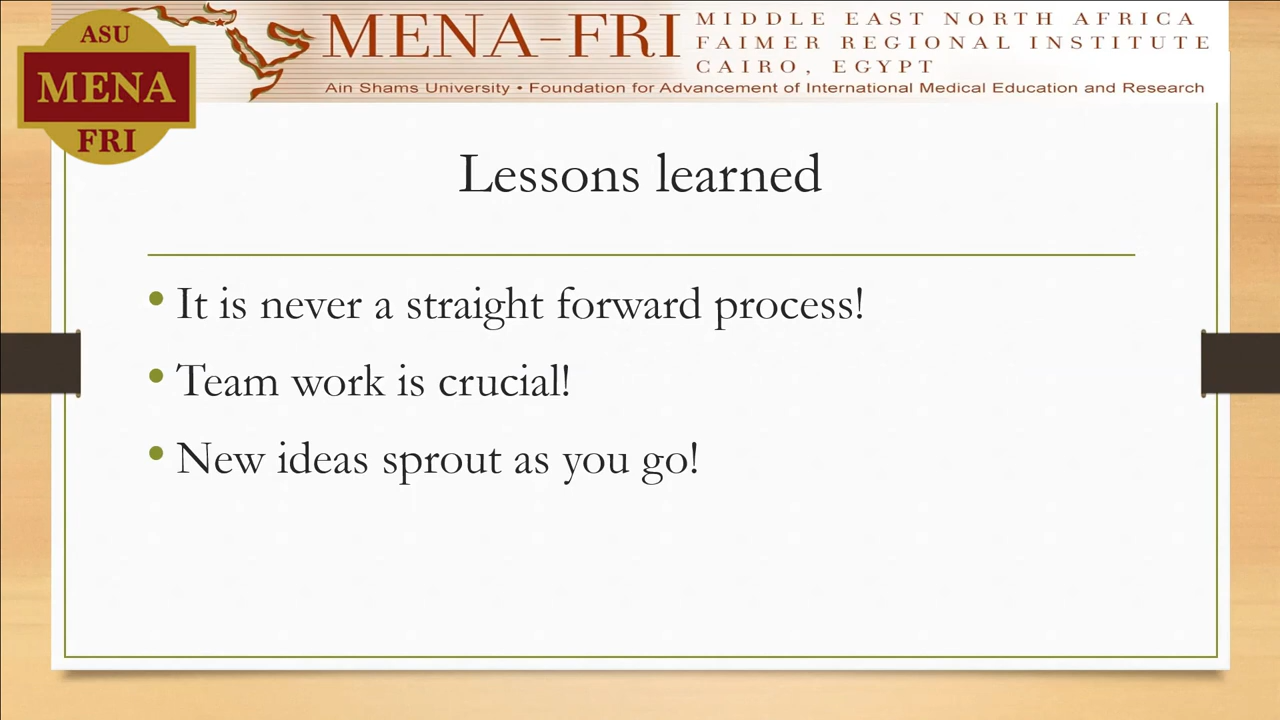 ASU
MENA
FRI
MENA-FRI
MIDDLE EAST NORTH AFRICA
FAIMER REGIONAL INSTITUTE
CAIRO, EGYPT
Ain Shams University • Foundation for Advancement of International Medical Education and Research
Lessons learned
• It is never a straight forward process!
• Team work is crucial!
• New ideas sprout as you go!